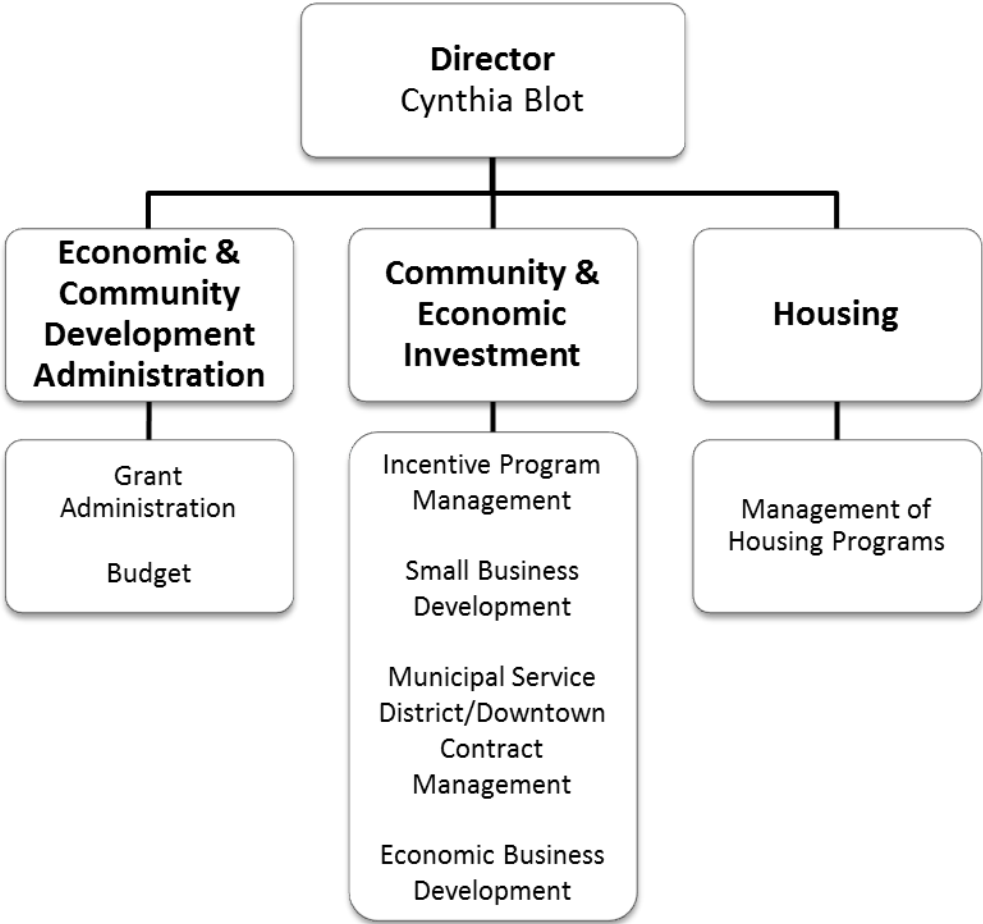 Director
Cynthia Blot
Economic &
Community
Development
Administration
Community &
Economic
Investment
Housing
Grant
Administration
Budget
Incentive Program
Management
Small Business
Development
Municipal Service
District/Downtown
Contract
Management
Economic Business
Development
Management of
Housing Programs